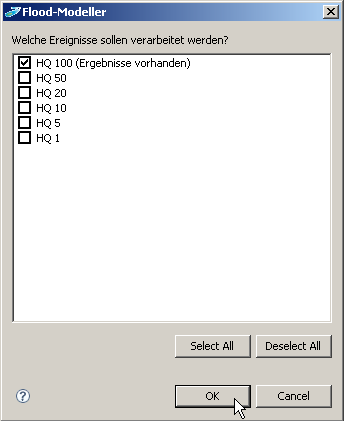 Flood-Modeller
Welche Ereignisse sollen verarbeitet werden?
HQ 100 (Ergebnisse vorhanden)
HQ 50
HQ 20
HQ 10
HQ 5
HQ 1
Select All Deselect All
? OK Cancel